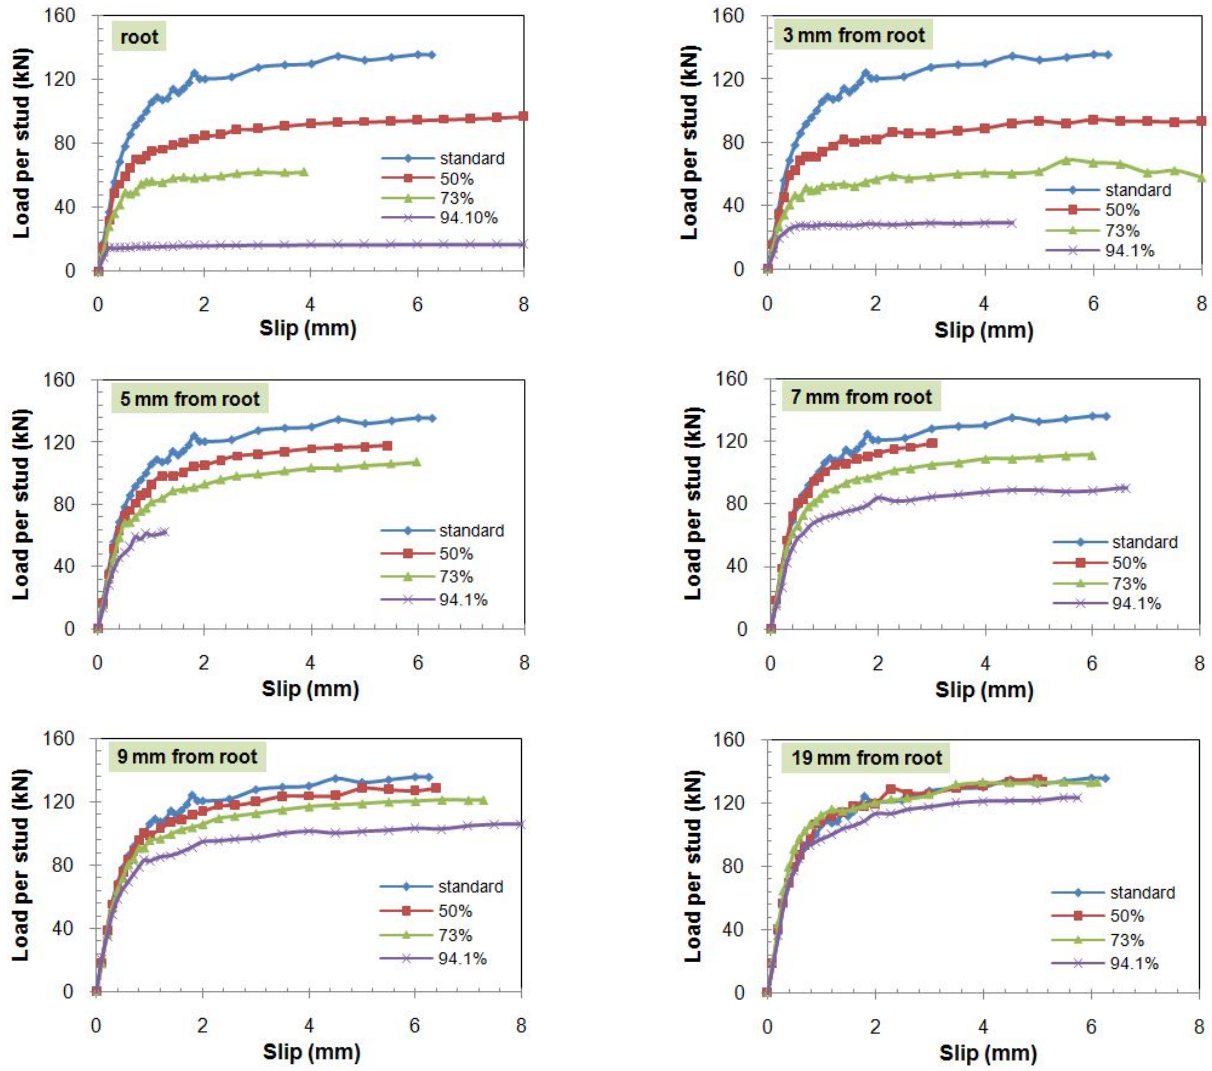 root
Load per stud (kN)
160
120
80
40
0
standard
50%
73%
94.10%
0 2 4 6 8
Slip (mm)
3 mm from root
Load per stud (kN)
160
120
80
40
0
standard
50%
73%
94.1%
0 2 4 6 8
Slip (mm)
5 mm from root
Load per stud (kN)
160
120
80
40
0
standard
50%
73%
94.1%
0 2 4 6 8
Slip (mm)
7 mm from root
Load per stud (kN)
160
120
80
40
0
standard
50%
73%
94.1%
0 2 4 6 8
Slip (mm)
9 mm from root
Load per stud (kN)
160
120
80
40
0
standard
50%
73%
94.1%
0 2 4 6 8
Slip (mm)
19 mm from root
Load per stud (kN)
160
120
80
40
0
standard
50%
73%
94.1%
0 2 4 6 8
Slip (mm)